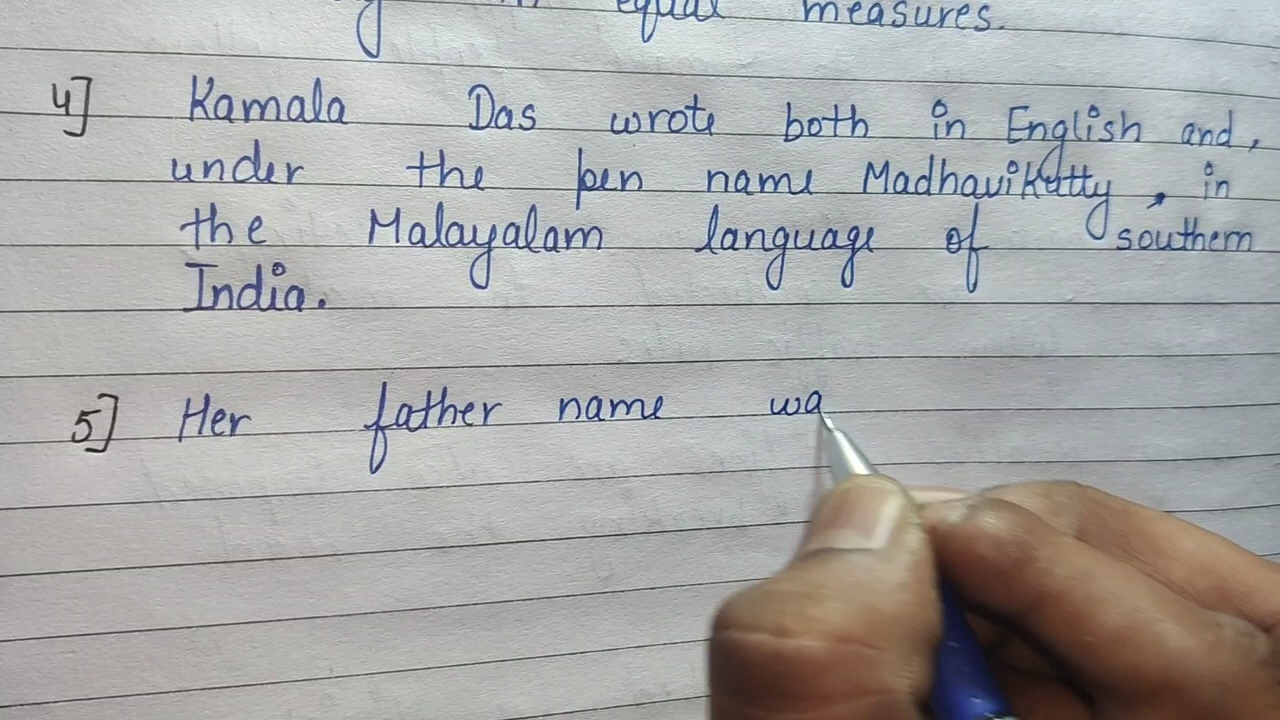 equal measures.
4] Kamala Das wrote both in English and,
under the pen name Madhavikutty, in
the Malayalam language of southern
India.
5] Her father name wa